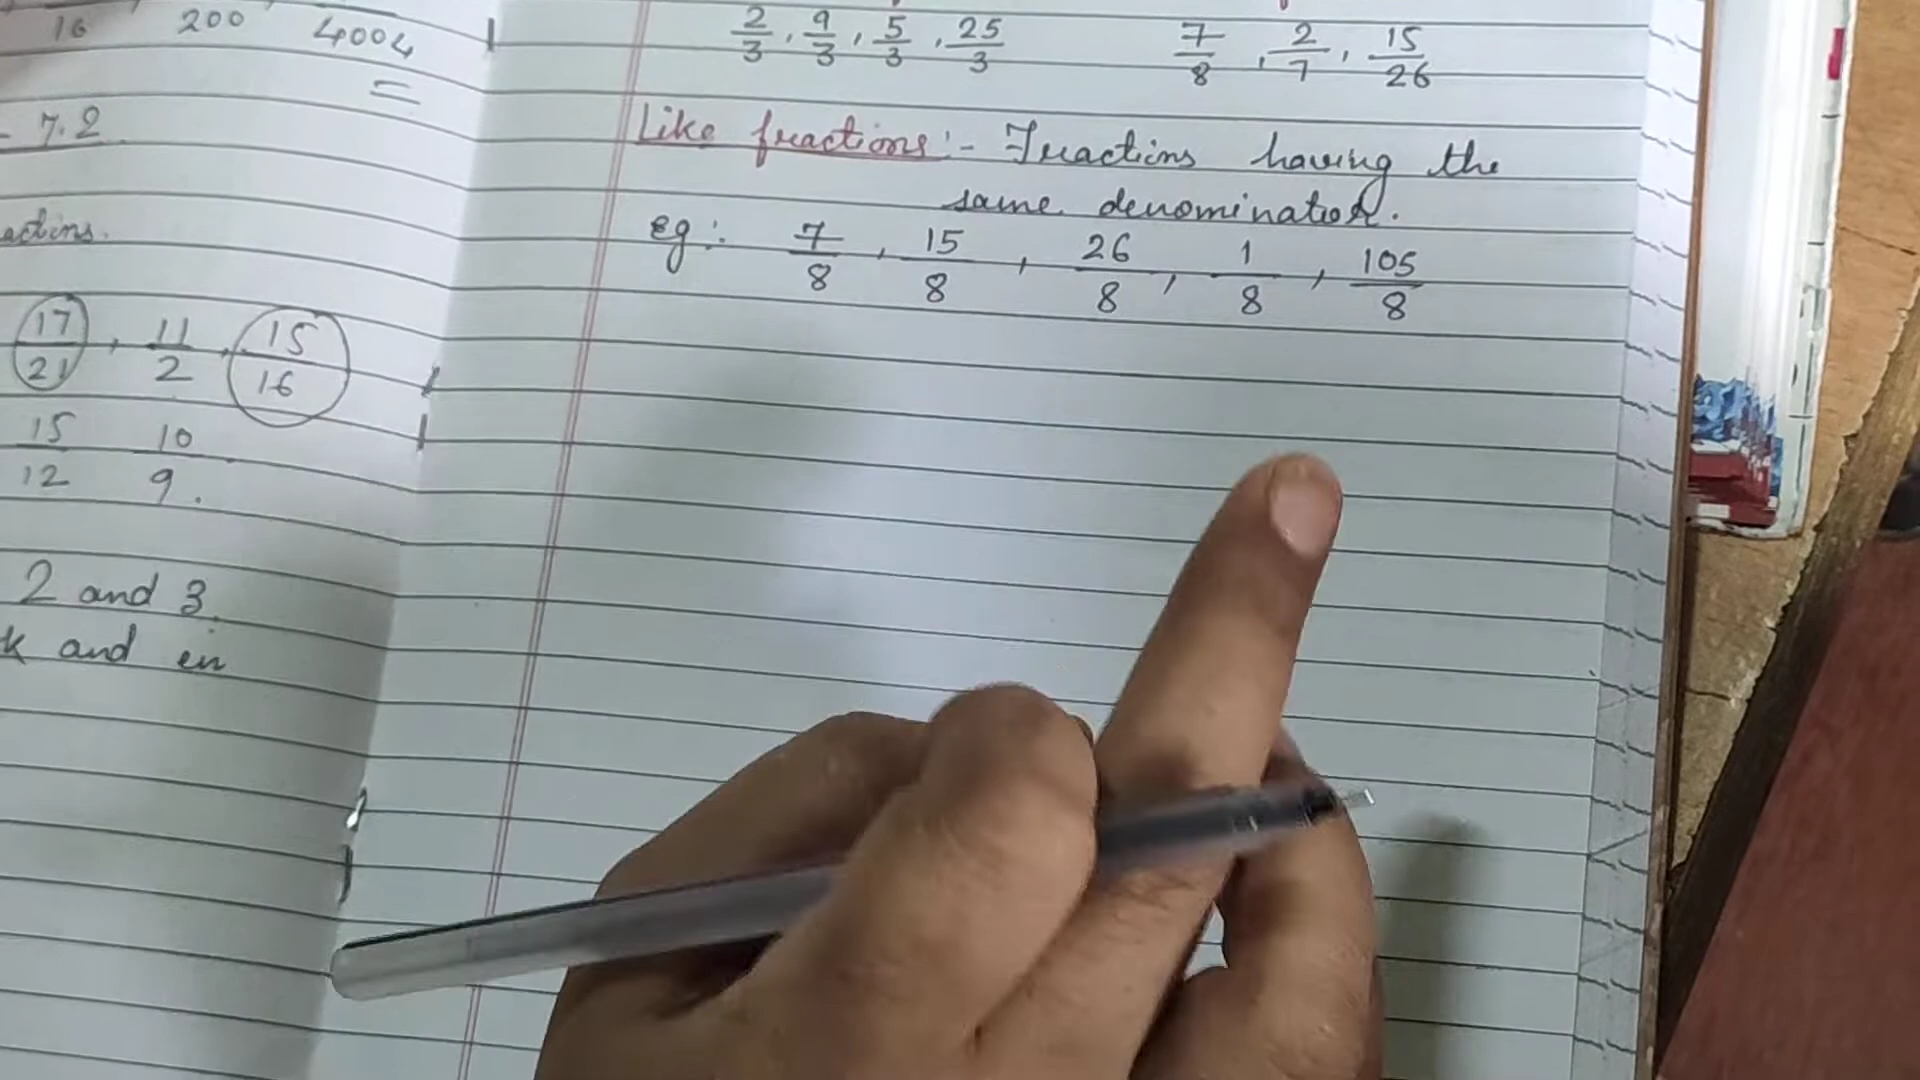 16 200 4004
7.2
actins.
17/21, 11/2, 15/16
15/12 10/9.
2 and 3.
k and in
2/3, 9/3, 5/3, 25/3 7/8, 2/7, 15/26
Like fractions:- Fractions having the
same denominator.
eg:- 7/8, 15/8, 26/8, 1/8, 105/8